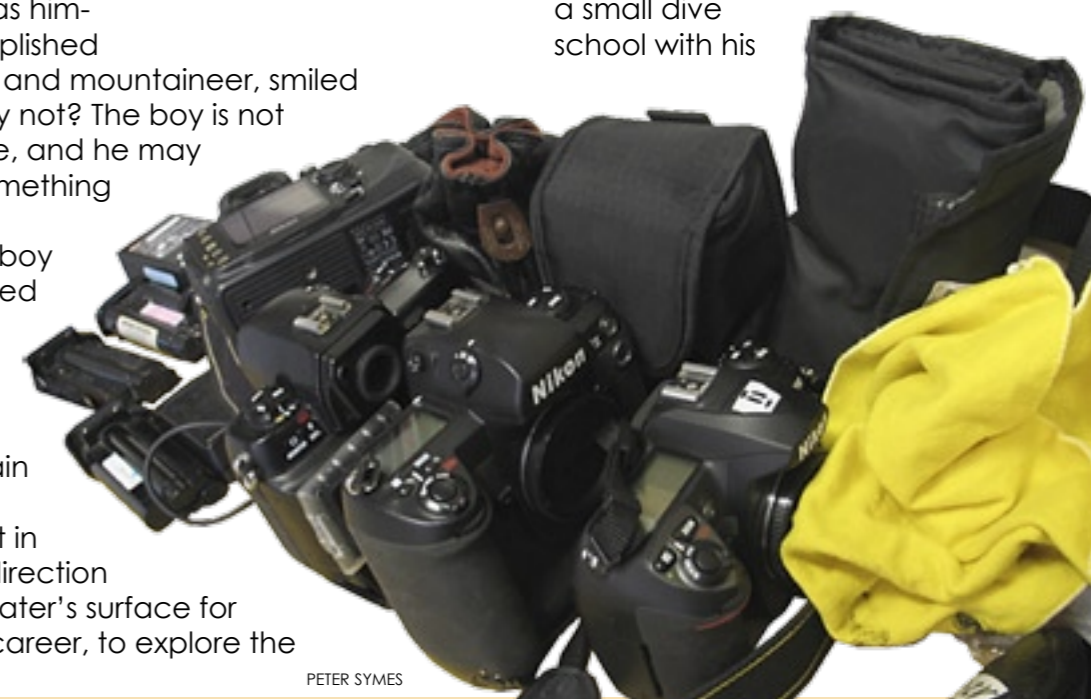 as him-
plished
and mountaineer, smiled
y not? The boy is not
e, and he may
mething
boy
ed
ain
t in
direction
ater's surface for
career, to explore the
a small dive
school with his
Nikon
PETER SYMES